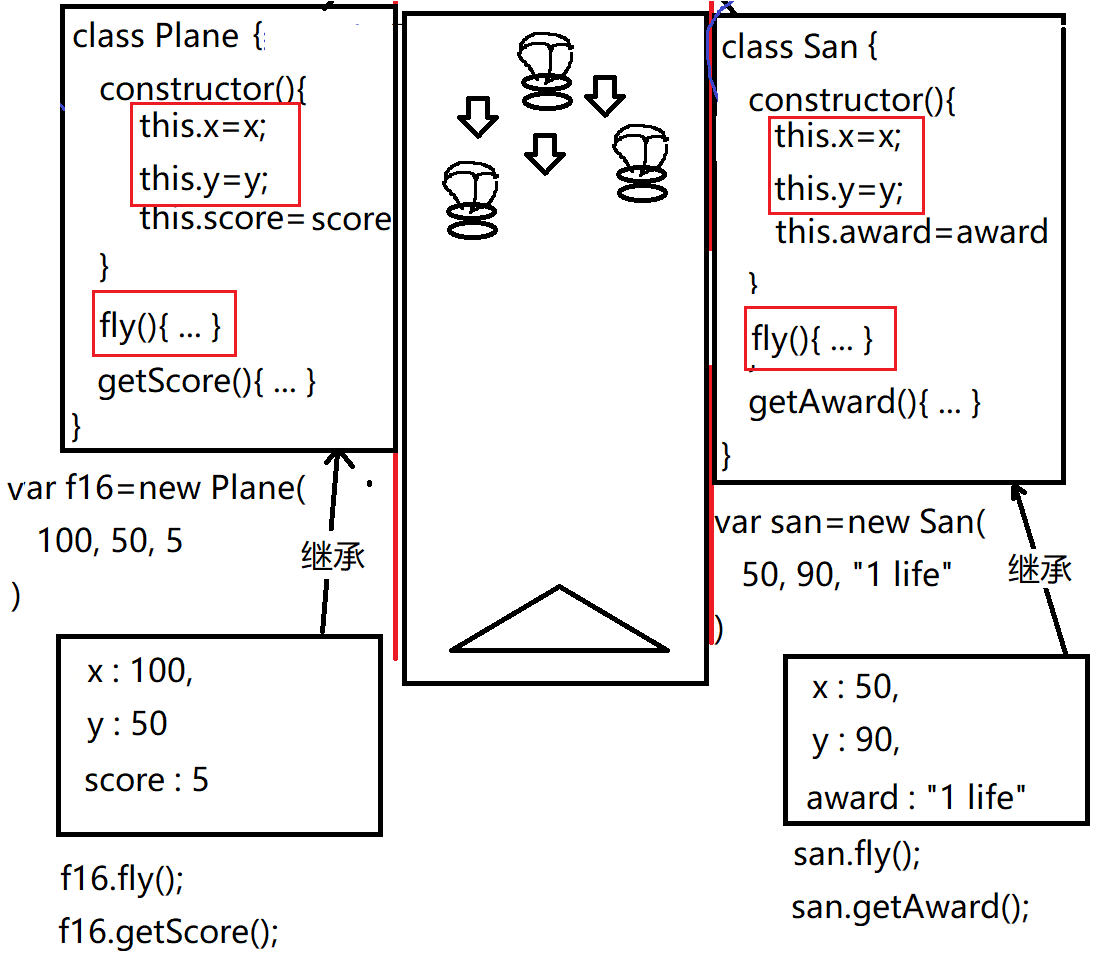 class Plane {
constructor(){
this.x=x;
this.y=y;
this.score=score
}
fly(){ ... }
getScore(){ ... }
}
var f16=new Plane(
100, 50, 5
)
继承
x : 100,
y : 50
score : 5
f16.fly();
f16.getScore();
class San {
constructor(){
this.x=x;
this.y=y;
this.award=award
}
fly(){ ... }
getAward(){ ... }
}
var san=new San(
50, 90, "1 life"
)
继承
x : 50,
y : 90,
award : "1 life"
san.fly();
san.getAward();